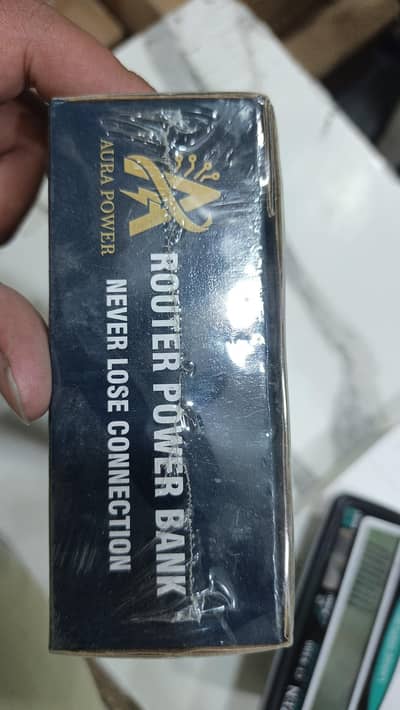 AURA POWER
ROUTER POWER BANK
NEVER LOSE CONNECTION